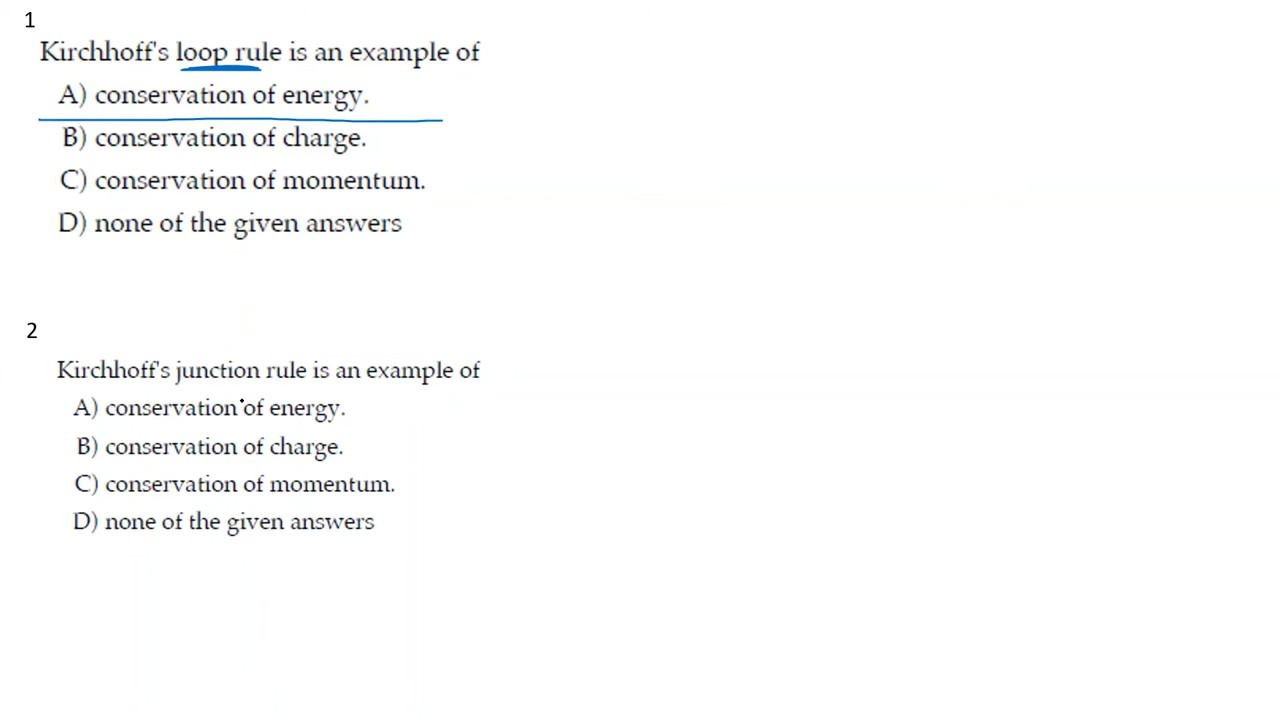 1
Kirchhoff's loop rule is an example of
A) conservation of energy.
B) conservation of charge.
C) conservation of momentum.
D) none of the given answers
2
Kirchhoff's junction rule is an example of
A) conservation of energy.
B) conservation of charge.
C) conservation of momentum.
D) none of the given answers